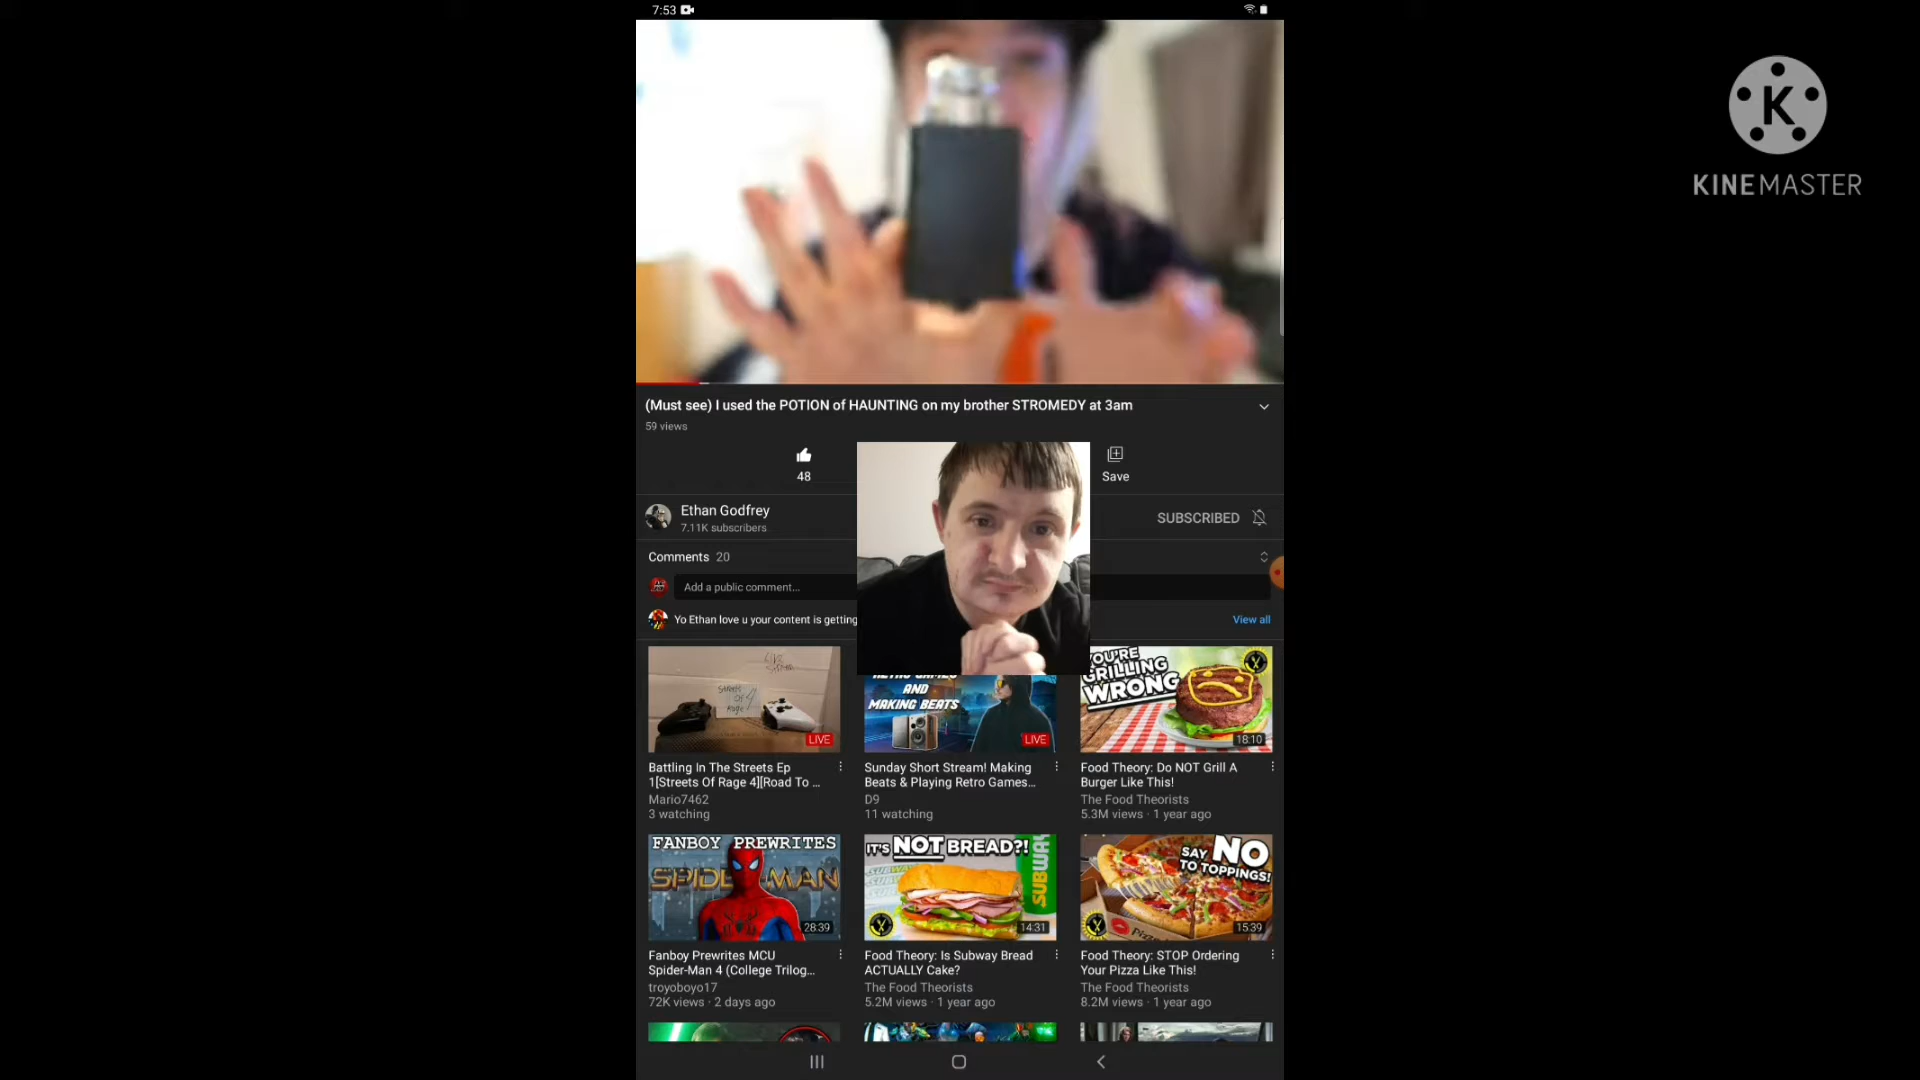 7:53
KINEMASTER
(Must see) I used the POTION of HAUNTING on my brother STROMEDY at 3am
59 views
48
Save
Ethan Godfrey
7.11K subscribers
SUBSCRIBED
Comments 20
Add a public comment...
Yo Ethan love u your content is getting
View all
LIVE
AND
MAKING BEATS
LIVE
YOU'RE
GRILLING
WRONG
18:10
Battling In The Streets Ep
1[Streets Of Rage 4][Road To ...
Mario7462
3 watching
Sunday Short Stream! Making
Beats & Playing Retro Games...
D9
11 watching
Food Theory: Do NOT Grill A
Burger Like This!
The Food Theorists
5.3M views · 1 year ago
FANBOY PREWRITES
SPIDER-MAN
28:39
IT'S NOT BREAD?!
SUBWAY
14:31
SAY NO
TO TOPPINGS!
15:39
Fanboy Prewrites MCU
Spider-Man 4 (College Trilog...
troyoboyo17
72K views · 2 days ago
Food Theory: Is Subway Bread
ACTUALLY Cake?
The Food Theorists
5.2M views · 1 year ago
Food Theory: STOP Ordering
Your Pizza Like This!
The Food Theorists
8.2M views · 1 year ago